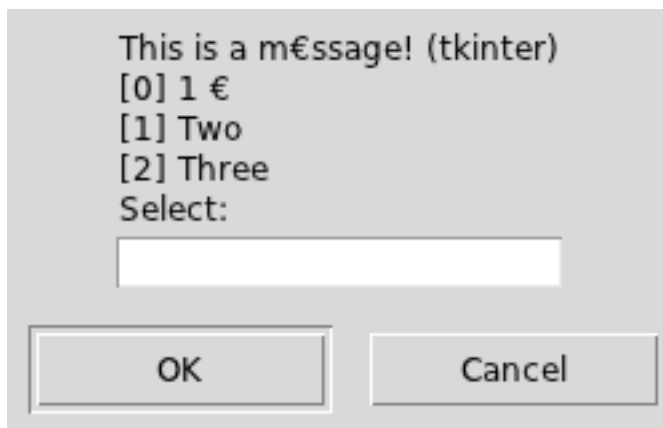 This is a m€ssage! (tkinter)
[0] 1 €
[1] Two
[2] Three
Select:
OK Cancel